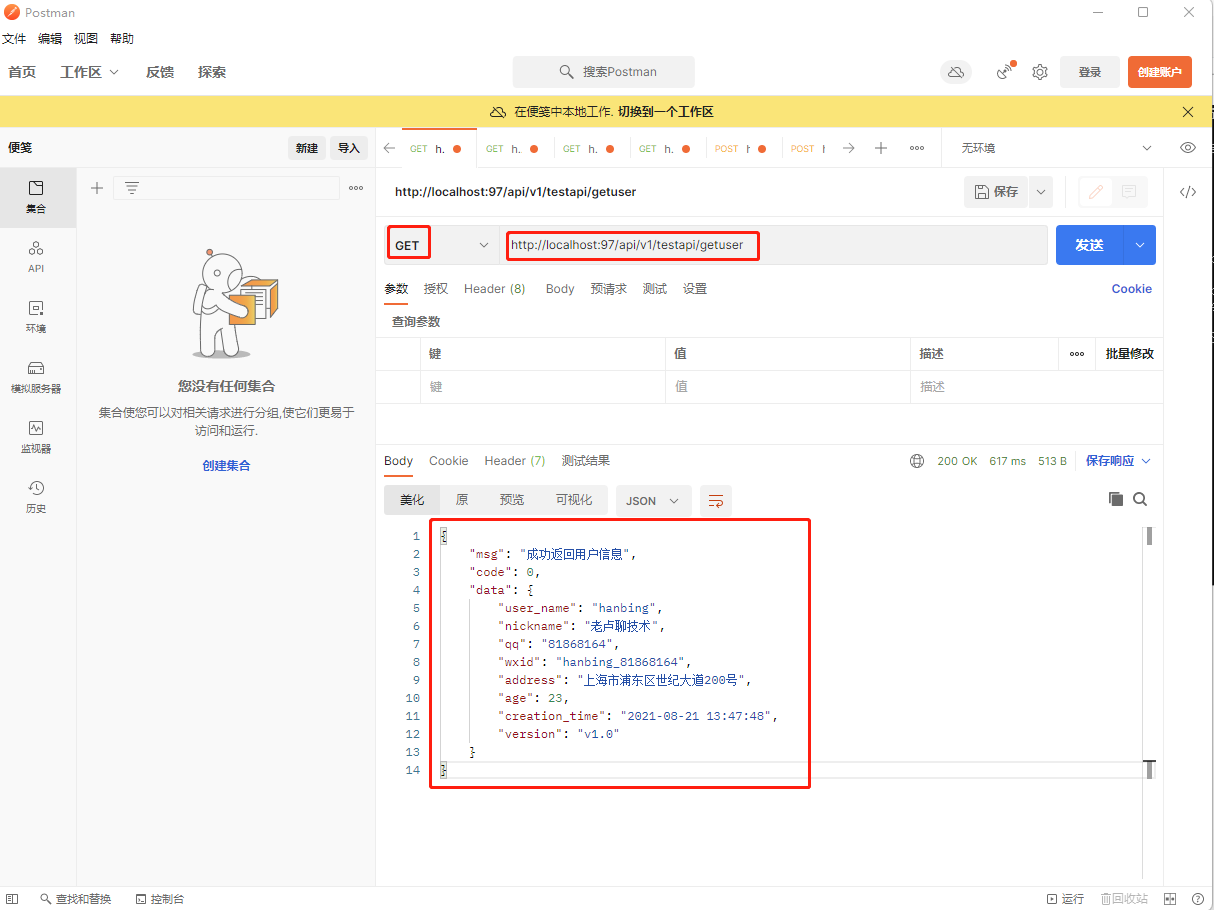 Postman
文件 编辑 视图 帮助
首页 工作区 反馈 探索 搜索Postman 登录 创建账户
在便笺中本地工作. 切换到一个工作区
便笺 新建 导入 GET h. GET h. GET h. GET h. POST h POST h 无环境
集合
http://localhost:97/api/v1/testapi/getuser 保存
API
GET http://localhost:97/api/v1/testapi/getuser 发送
环境
参数 授权 Header (8) Body 预请求 测试 设置 Cookie
查询参数
键 值 描述 批量修改
键 值 描述
模拟服务器
监视器
历史
您没有任何集合
集合使您可以对相关请求进行分组,使它们更易于
访问和运行.
创建集合
Body Cookie Header (7) 测试结果 200 OK 617 ms 513 B 保存响应
美化 原 预览 可视化 JSON
1 {
2 "msg": "成功返回用户信息",
3 "code": 0,
4 "data": {
5 "user_name": "hanbing",
6 "nickname": "老卢聊技术",
7 "qq": "81868164",
8 "wxid": "hanbing_81868164",
9 "address": "上海市浦东区世纪大道200号",
10 "age": 23,
11 "creation_time": "2021-08-21 13:47:48",
12 "version": "v1.0"
13 }
14 }
查找和替换 控制台 运行 回收站